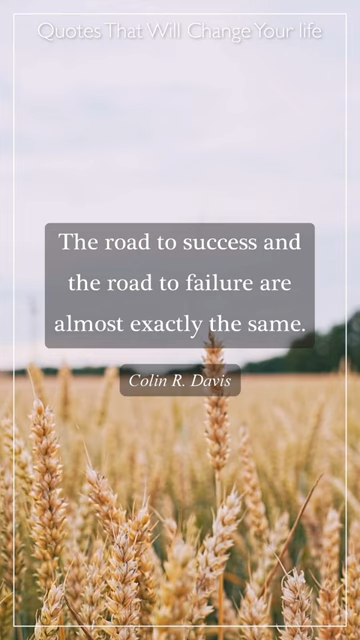 Quotes That Will Change Your life
The road to success and
the road to failure are
almost exactly the same.
Colin R. Davis